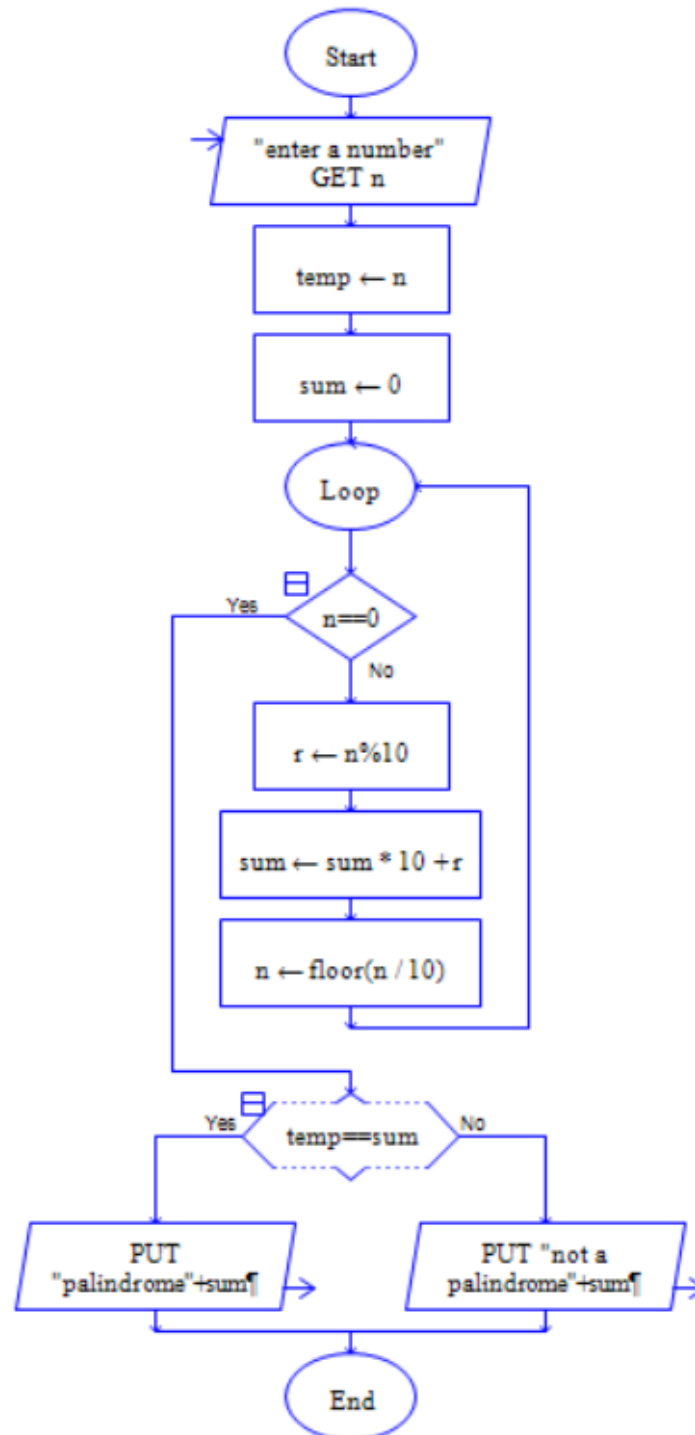 Start
"enter a number"
GET n
temp ← n
sum ← 0
Loop
Yes
n==0
No
r ← n%10
sum ← sum * 10 +r
n ← floor(n / 10)
Yes
temp==sum
No
PUT
"palindrome"+sum¶
PUT "not a
palindrome"+sum¶
End